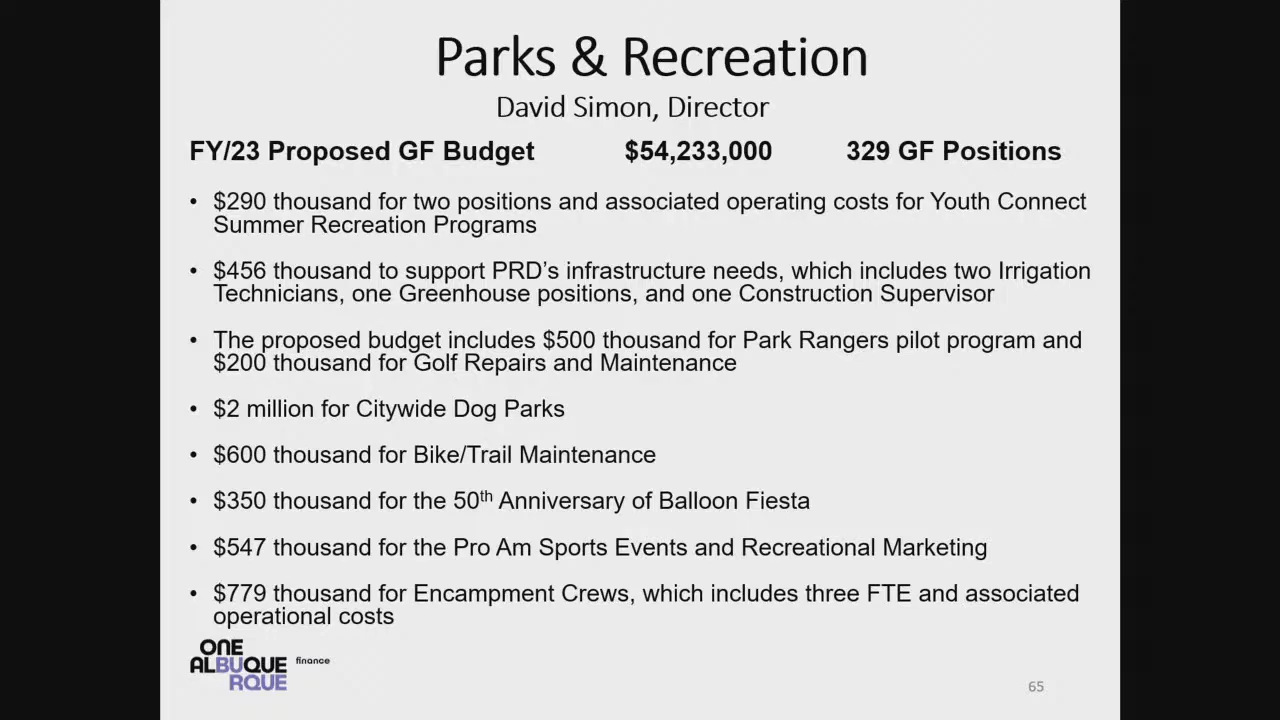 Parks & Recreation
David Simon, Director
FY/23 Proposed GF Budget $54,233,000 329 GF Positions
• $290 thousand for two positions and associated operating costs for Youth Connect
Summer Recreation Programs
• $456 thousand to support PRD’s infrastructure needs, which includes two Irrigation
Technicians, one Greenhouse positions, and one Construction Supervisor
• The proposed budget includes $500 thousand for Park Rangers pilot program and
$200 thousand for Golf Repairs and Maintenance
• $2 million for Citywide Dog Parks
• $600 thousand for Bike/Trail Maintenance
• $350 thousand for the 50th Anniversary of Balloon Fiesta
• $547 thousand for the Pro Am Sports Events and Recreational Marketing
• $779 thousand for Encampment Crews, which includes three FTE and associated
operational costs
ONE
ALBUQUE finance
RQUE
65